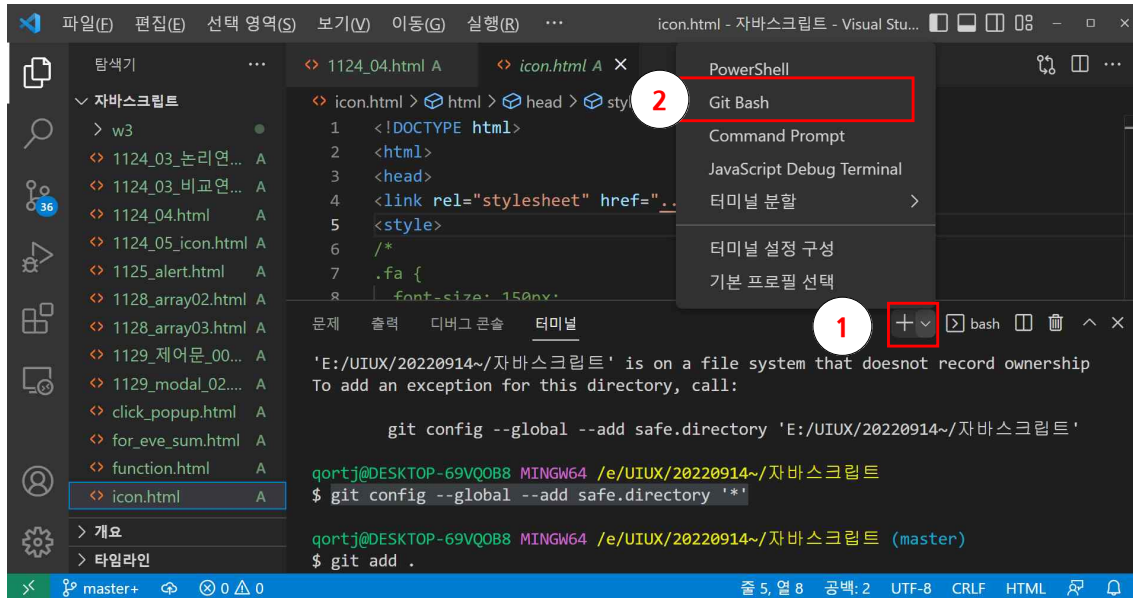 파일(F) 편집(E) 선택 영역(S) 보기(V) 이동(G) 실행(R) ··· icon.html - 자바스크립트 - Visual Stu...
탐색기 ···
자바스크립트
w3
1124_03_논리연... A
1124_03_비교연... A
1124_04.html A
1124_05_icon.html A
1125_alert.html A
1128_array02.html A
1128_array03.html A
1129_제어문_00... A
1129_modal_02.... A
click_popup.html A
for_eve_sum.html A
function.html A
icon.html A
개요
타임라인
36
1124_04.html A icon.html A
icon.html > html > head > sty
1 <!DOCTYPE html>
2 <html>
3 <head>
4 <link rel="stylesheet" href="..
5 <style>
6 /*
7 .fa {
8 font-size: 150px;
PowerShell
2 Git Bash
Command Prompt
JavaScript Debug Terminal
터미널 분할 >
터미널 설정 구성
기본 프로필 선택
문제 출력 디버그 콘솔 터미널 1 bash
'E:/UIUX/20220914~/자바스크립트' is on a file system that doesnot record ownership
To add an exception for this directory, call:
git config --global --add safe.directory 'E:/UIUX/20220914~/자바스크립트'
qortj@DESKTOP-69VQOB8 MINGW64 /e/UIUX/20220914~/자바스크립트
$ git config --global --add safe.directory '*'
qortj@DESKTOP-69VQOB8 MINGW64 /e/UIUX/20220914~/자바스크립트 (master)
$ git add .
master+ 0 0 줄 5, 열 8 공백: 2 UTF-8 CRLF HTML